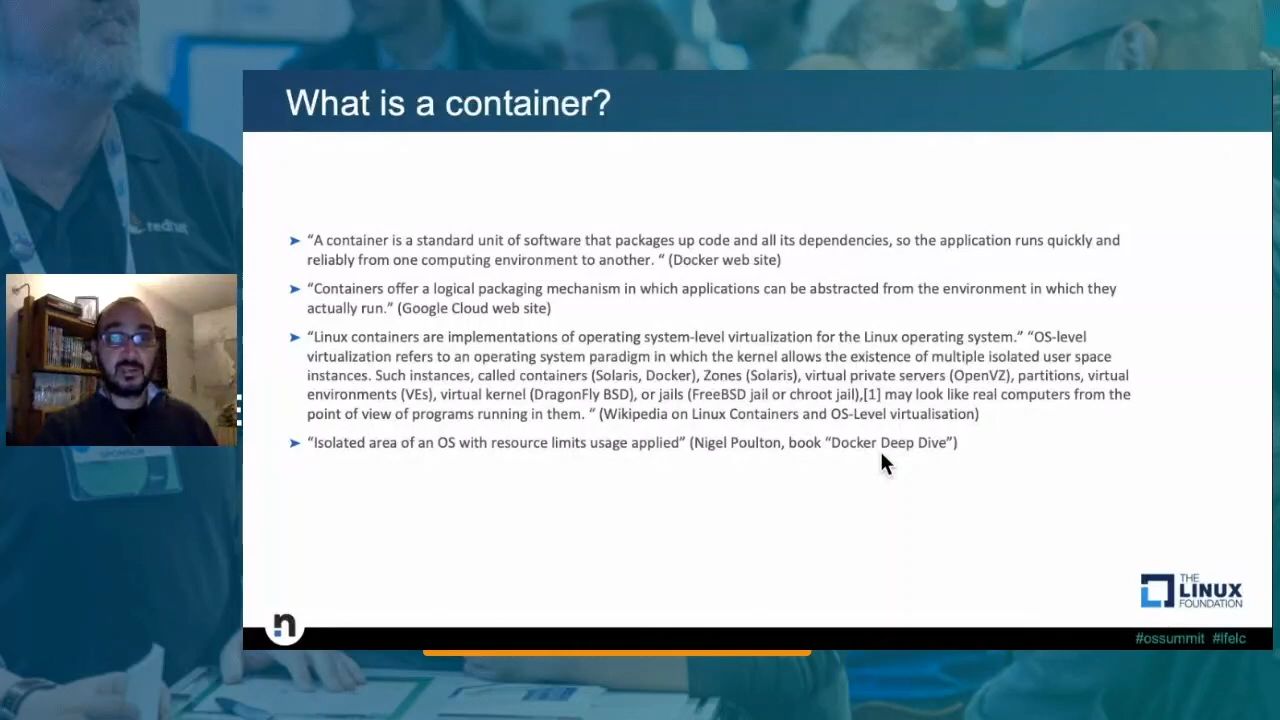 What is a container?
➤ “A container is a standard unit of software that packages up code and all its dependencies, so the application runs quickly and
reliably from one computing environment to another. “ (Docker web site)
➤ “Containers offer a logical packaging mechanism in which applications can be abstracted from the environment in which they
actually run.” (Google Cloud web site)
➤ “Linux containers are implementations of operating system-level virtualization for the Linux operating system.” “OS-level
virtualization refers to an operating system paradigm in which the kernel allows the existence of multiple isolated user space
instances. Such instances, called containers (Solaris, Docker), Zones (Solaris), virtual private servers (OpenVZ), partitions, virtual
environments (VEs), virtual kernel (DragonFly BSD), or jails (FreeBSD jail or chroot jail),[1] may look like real computers from the
point of view of programs running in them. “ (Wikipedia on Linux Containers and OS-Level virtualisation)
➤ “Isolated area of an OS with resource limits usage applied” (Nigel Poulton, book “Docker Deep Dive”)
redhat
SPONSOR
THE
LINUX
FOUNDATION
n
#ossummit #lfelc